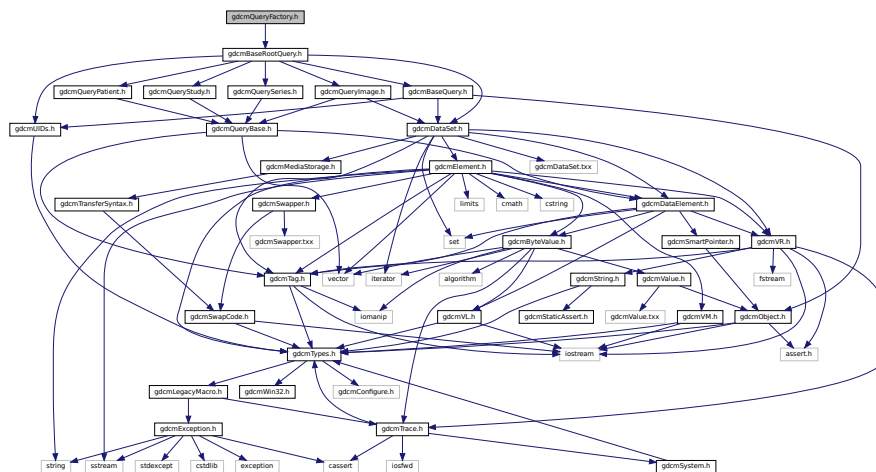 gdcmQueryFactory.h
gdcmBaseRootQuery.h
gdcmQueryPatient.h
gdcmQueryStudy.h
gdcmQuerySeries.h
gdcmQueryImage.h
gdcmBaseQuery.h
gdcmUIDs.h
gdcmQueryBase.h
gdcmDataSet.h
gdcmMediaStorage.h
gdcmElement.h
gdcmDataSet.txx
gdcmTransferSyntax.h
gdcmSwapper.h
limits
cmath
cstring
gdcmDataElement.h
gdcmSwapper.txx
set
gdcmByteValue.h
gdcmSmartPointer.h
gdcmVR.h
gdcmTag.h
vector
iterator
algorithm
gdcmString.h
gdcmValue.h
fstream
gdcmSwapCode.h
iomanip
gdcmVL.h
gdcmStaticAssert.h
gdcmValue.txx
gdcmVM.h
gdcmObject.h
gdcmTypes.h
iostream
assert.h
gdcmLegacyMacro.h
gdcmWin32.h
gdcmConfigure.h
gdcmException.h
gdcmTrace.h
string
sstream
stdexcept
cstdlib
exception
cassert
iosfwd
gdcmSystem.h